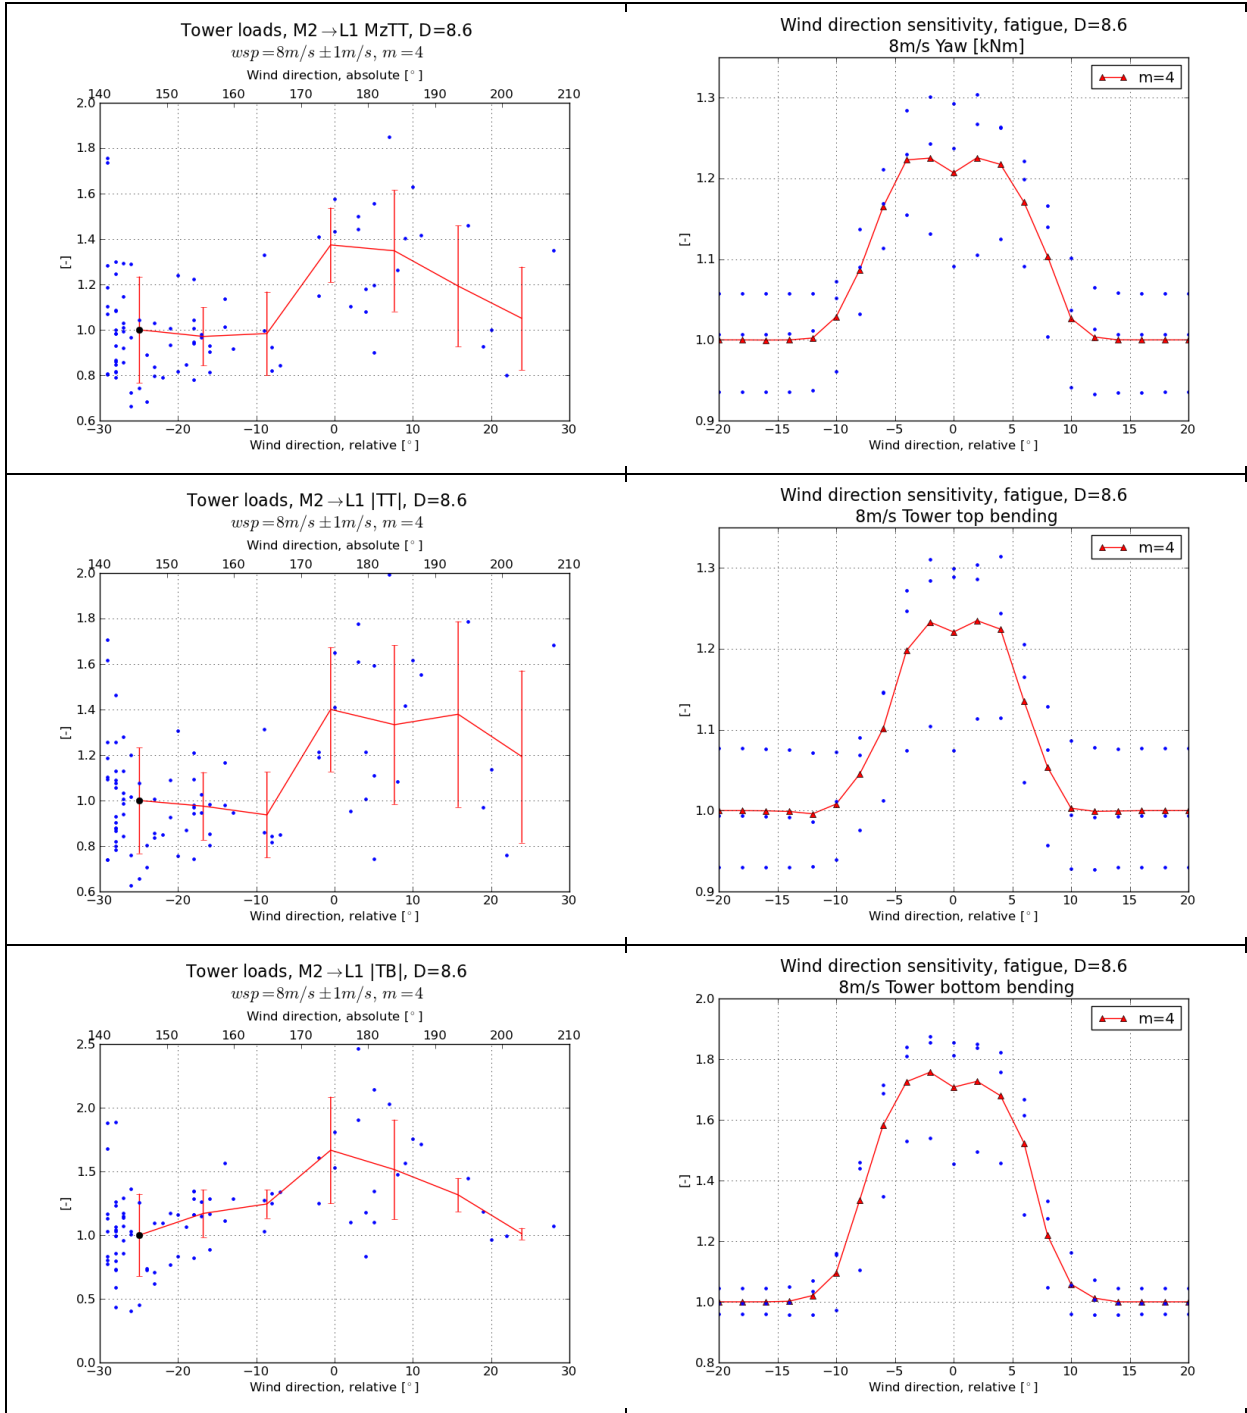 Tower loads, M2→L1 MzTT, D=8.6
wsp=8m/s ±1m/s, m=4
Wind direction, absolute [°]
140 150 160 170 180 190 200 210
2.0
1.8
1.6
1.4
1.2
1.0
0.8
0.6
[-]
−30 −20 −10 0 10 20 30
Wind direction, relative [°]
Wind direction sensitivity, fatigue, D=8.6
8m/s Yaw [kNm]
m=4
1.3
1.2
1.1
1.0
0.9
[-]
−20 −15 −10 −5 0 5 10 15 20
Wind direction, relative [°]
Tower loads, M2→L1 |TT|, D=8.6
wsp=8m/s ±1m/s, m=4
Wind direction, absolute [°]
140 150 160 170 180 190 200 210
2.0
1.8
1.6
1.4
1.2
1.0
0.8
0.6
[-]
−30 −20 −10 0 10 20 30
Wind direction, relative [°]
Wind direction sensitivity, fatigue, D=8.6
8m/s Tower top bending
m=4
1.3
1.2
1.1
1.0
0.9
[-]
−20 −15 −10 −5 0 5 10 15 20
Wind direction, relative [°]
Tower loads, M2→L1 |TB|, D=8.6
wsp=8m/s ±1m/s, m=4
Wind direction, absolute [°]
140 150 160 170 180 190 200 210
2.5
2.0
1.5
1.0
0.5
0.0
[-]
−30 −20 −10 0 10 20 30
Wind direction, relative [°]
Wind direction sensitivity, fatigue, D=8.6
8m/s Tower bottom bending
m=4
2.0
1.8
1.6
1.4
1.2
1.0
0.8
[-]
−20 −15 −10 −5 0 5 10 15 20
Wind direction, relative [°]